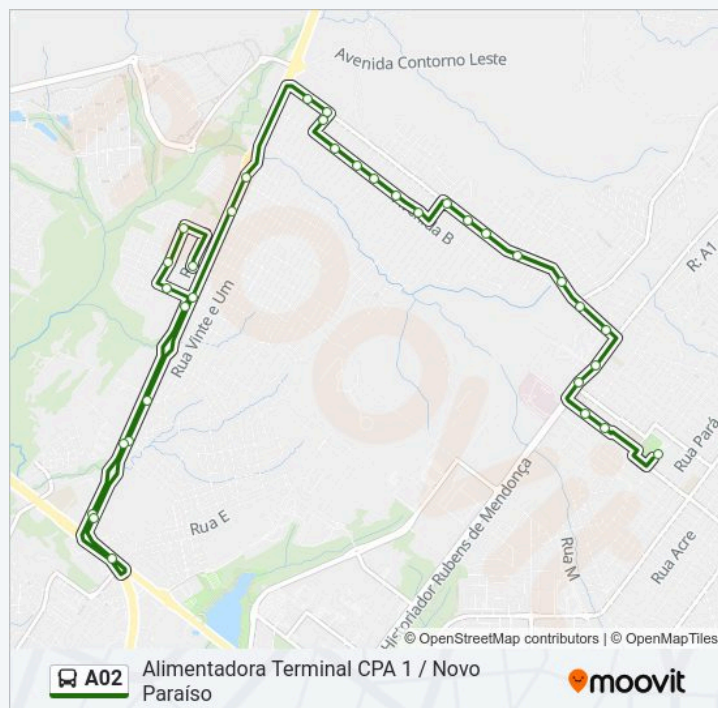 Avenida Contorno Leste
R: A1
Rua Vinte e Um
Rua Pará
Rua E
Historiador Rubens de Mendonça
Rua M
Rua Acre
© OpenStreetMap contributors | © OpenMapTiles
A02
Alimentadora Terminal CPA 1 / Novo
Paraíso
moovit